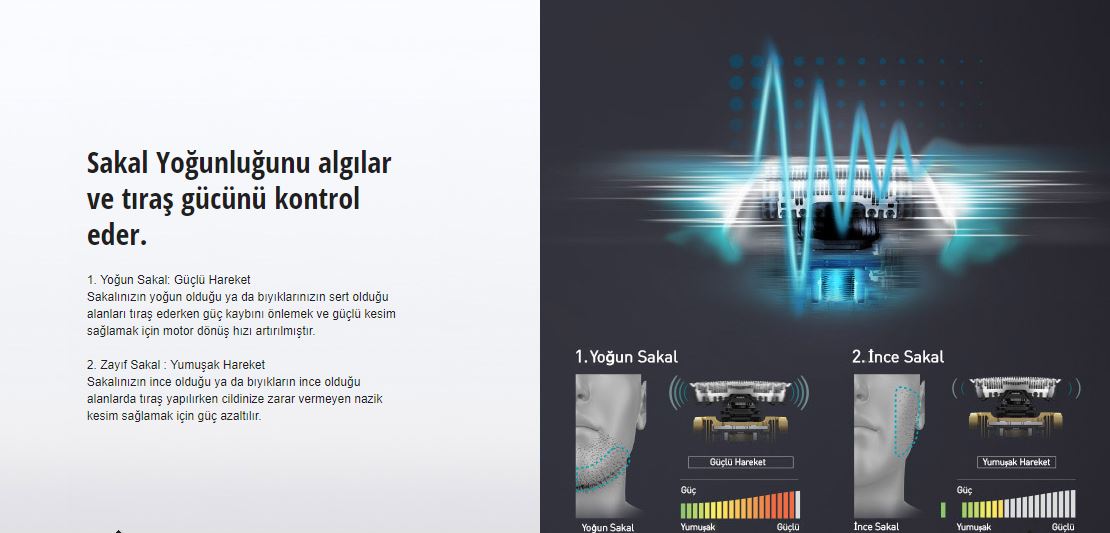 Sakal Yoğunluğunu algılar
ve tıraş gücünü kontrol
eder.
1. Yoğun Sakal: Güçlü Hareket
Sakalınızın yoğun olduğu ya da bıyıklarınızın sert olduğu
alanları tıraş ederken güç kaybını önlemek ve güçlü kesim
sağlamak için motor dönüş hızı artırılmıştır.
2. Zayıf Sakal : Yumuşak Hareket
Sakalınızın ince olduğu ya da bıyıkların ince olduğu
alanlarda tıraş yapılırken cildinize zarar vermeyen nazik
kesim sağlamak için güç azaltılır.
1. Yoğun Sakal
Güçlü Hareket
Güç
Yumuşak Güçlü
Yoğun Sakal
2. İnce Sakal
Yumuşak Hareket
Güç
Yumuşak Güçlü
İnce Sakal